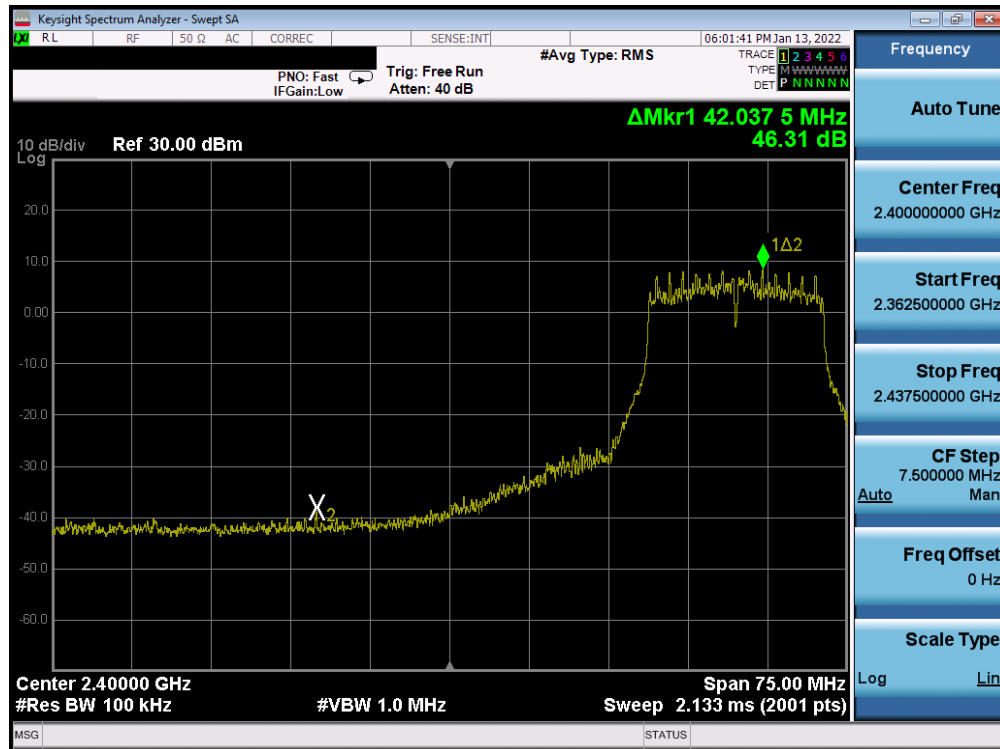 Keysight Spectrum Analyzer - Swept SA
LXI RL RF 50 Ω AC CORREC SENSE:INT 06:01:41 PM Jan 13, 2022
PNO: Fast
IFGain:Low
Trig: Free Run
Atten: 40 dB
#Avg Type: RMS
TRACE 1 2 3 4 5 6
TYPE M W W W W W
DET P N N N N N
ΔMkr1 42.037 5 MHz
46.31 dB
10 dB/div Ref 30.00 dBm
Log
20.0
10.0
0.00
-10.0
-20.0
-30.0
-40.0
-50.0
-60.0
1Δ2
X2
Center 2.40000 GHz Span 75.00 MHz
#Res BW 100 kHz #VBW 1.0 MHz Sweep 2.133 ms (2001 pts)
MSG STATUS
Frequency
Auto Tune
Center Freq
2.400000000 GHz
Start Freq
2.362500000 GHz
Stop Freq
2.437500000 GHz
CF Step
7.500000 MHz
Auto Man
Freq Offset
0 Hz
Scale Type
Log Lin